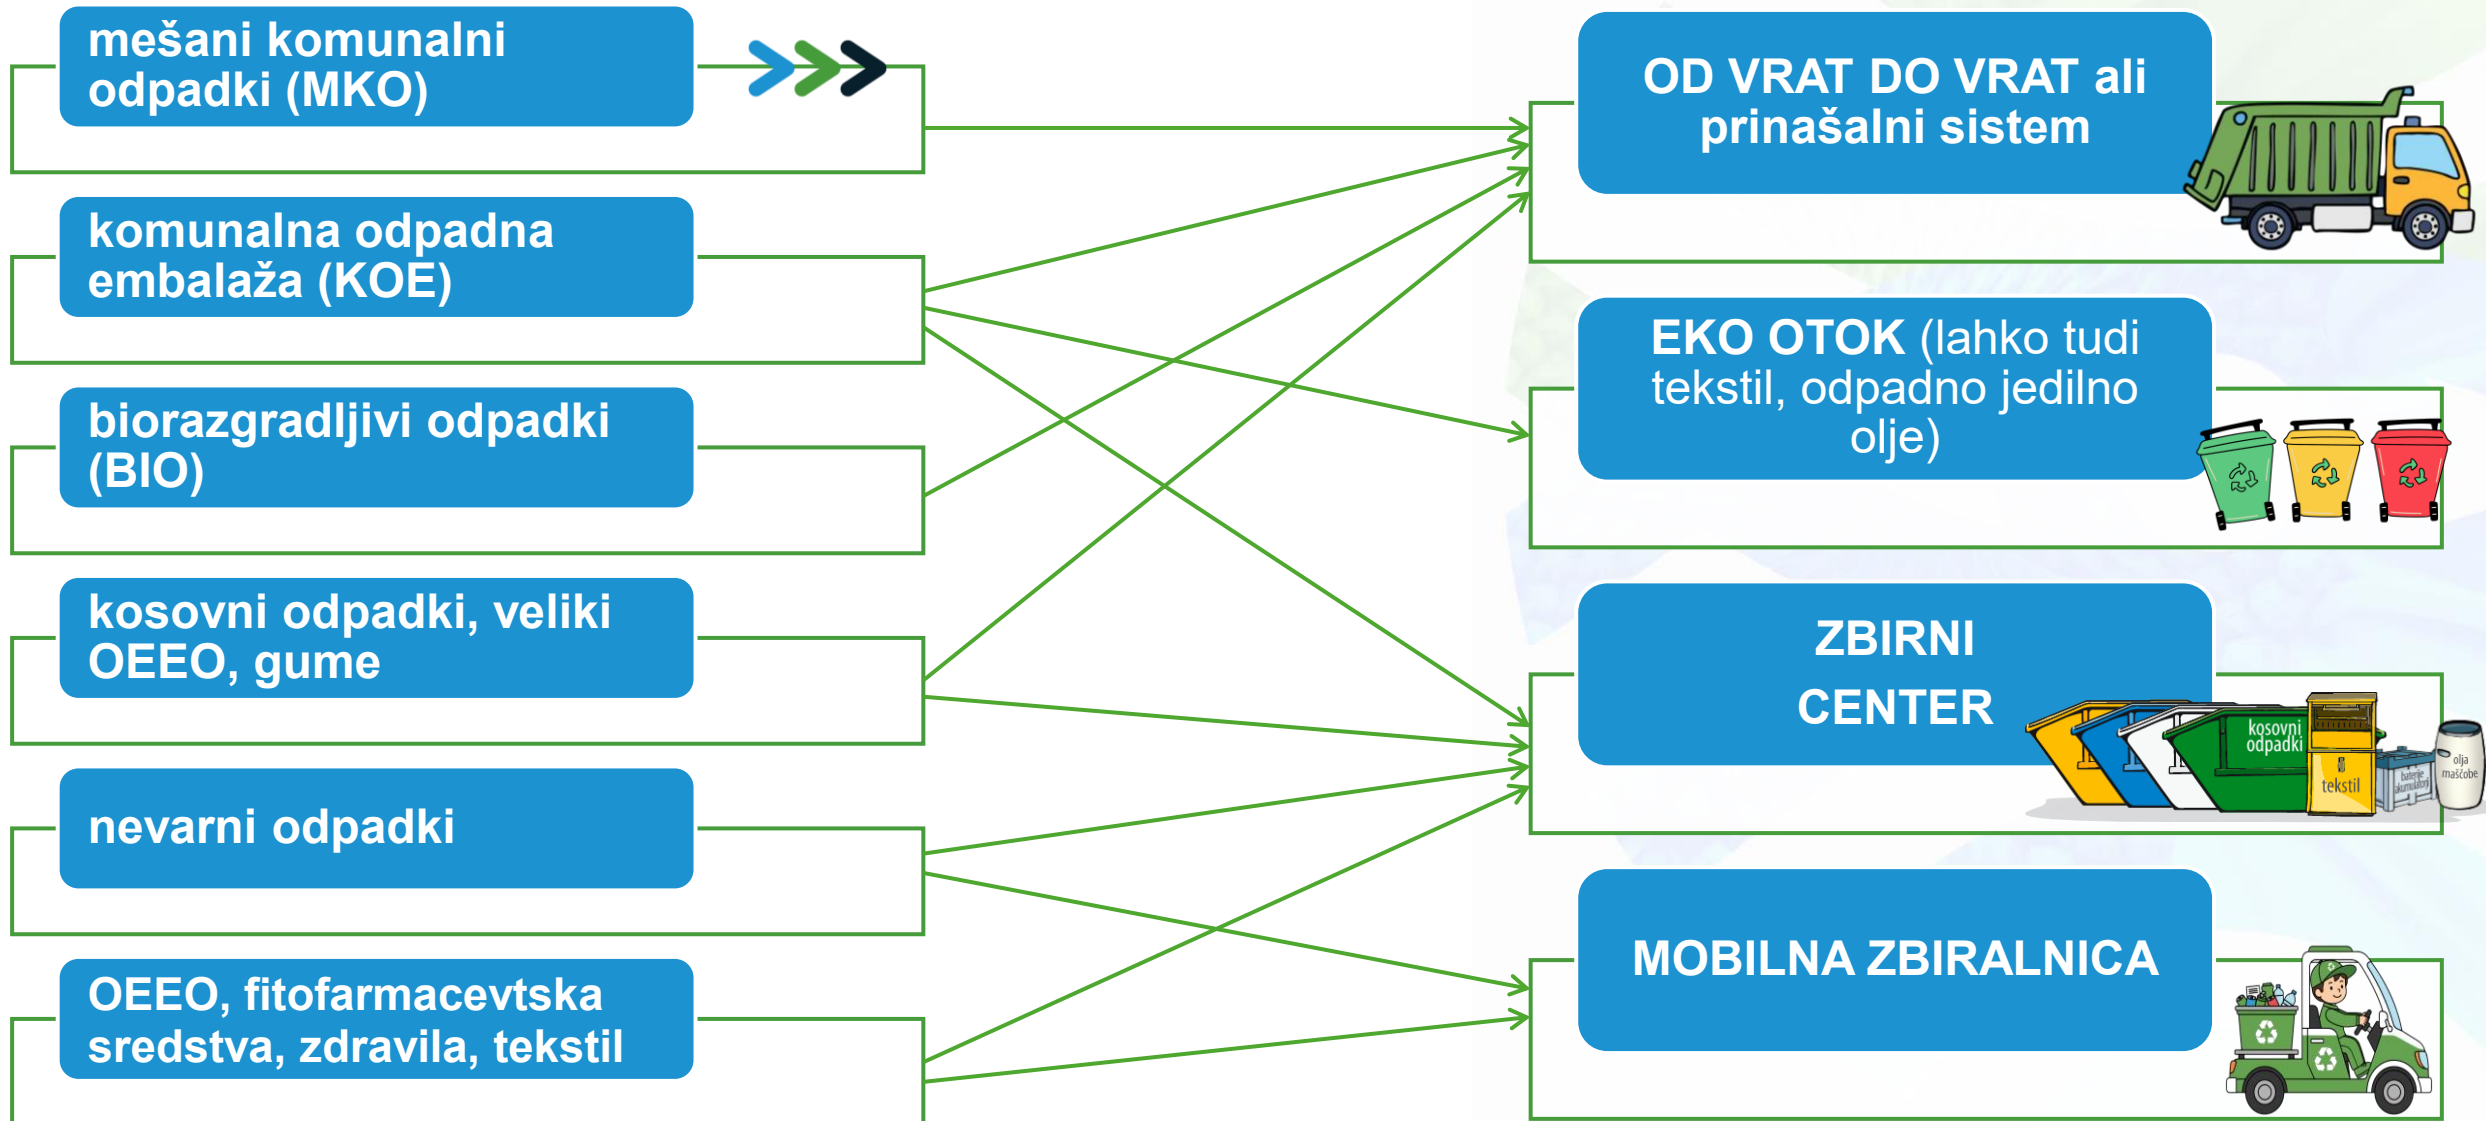 mešani komunalni
odpadki (MKO)
komunalna odpadna
embalaža (KOE)
biorazgradljivi odpadki
(BIO)
kosovni odpadki, veliki
OEEO, gume
nevarni odpadki
OEEO, fitofarmacevtska
sredstva, zdravila, tekstil
OD VRAT DO VRAT ali
prinašalni sistem
EKO OTOK (lahko tudi
tekstil, odpadno jedilno
olje)
ZBIRNI
CENTER
kosovni
odpadki
tekstil
baterije
akumulatorji
olja
maščobe
MOBILNA ZBIRALNICA